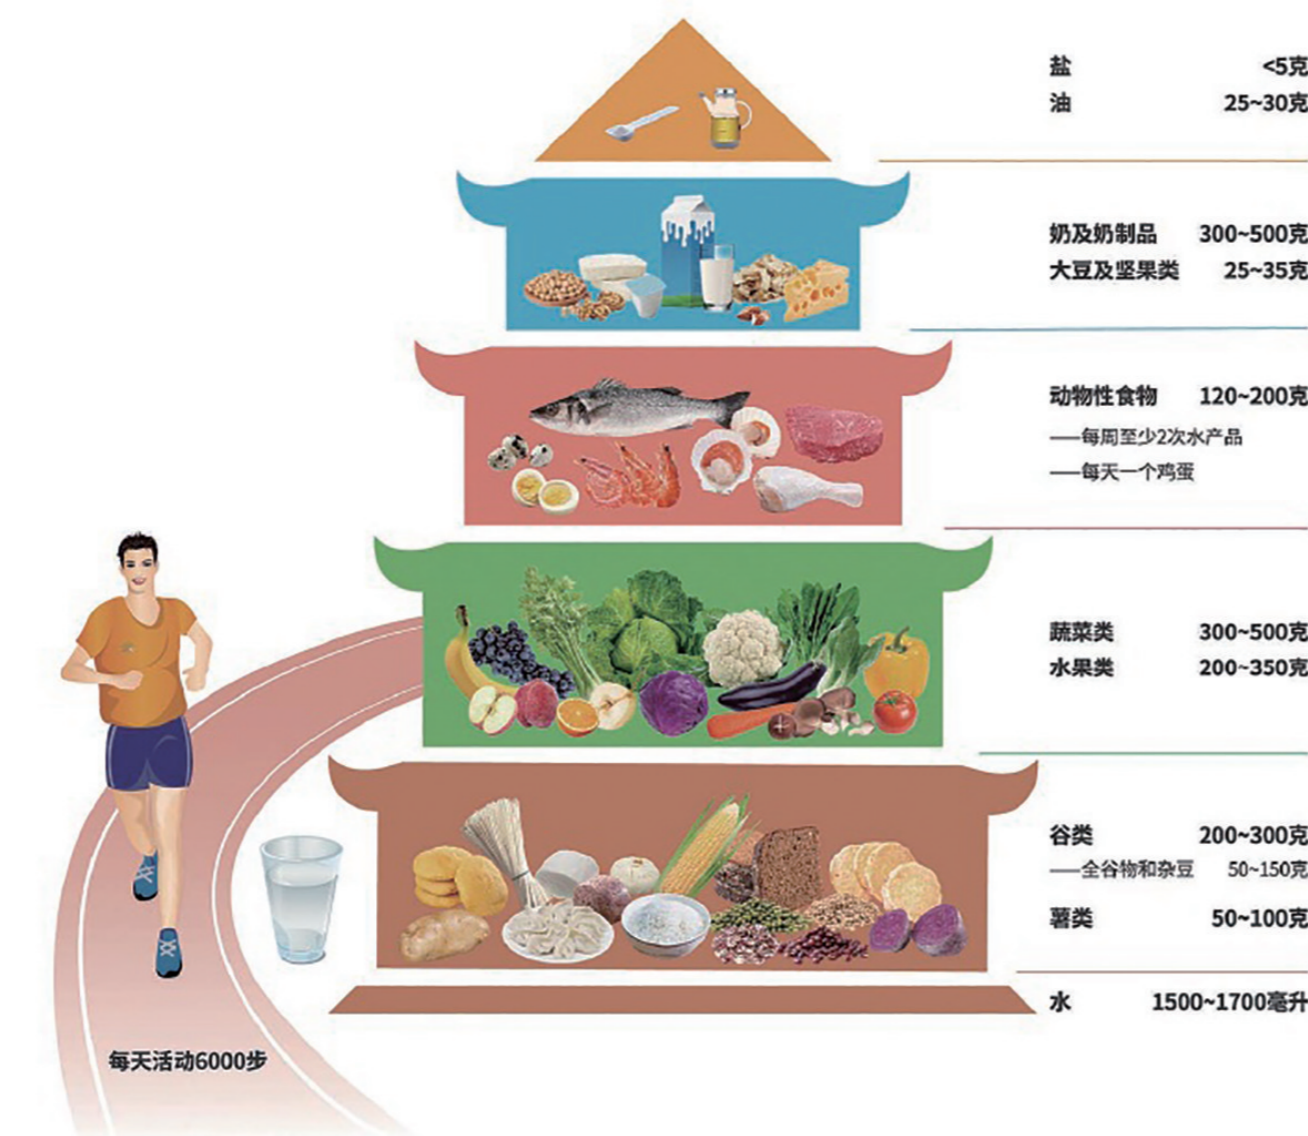 盐 <5克
油 25~30克
奶及奶制品 300~500克
大豆及坚果类 25~35克
动物性食物 120~200克
——每周至少2次水产品
——每天一个鸡蛋
蔬菜类 300~500克
水果类 200~350克
谷类 200~300克
——全谷物和杂豆 50~150克
薯类 50~100克
水 1500~1700毫升
每天活动6000步